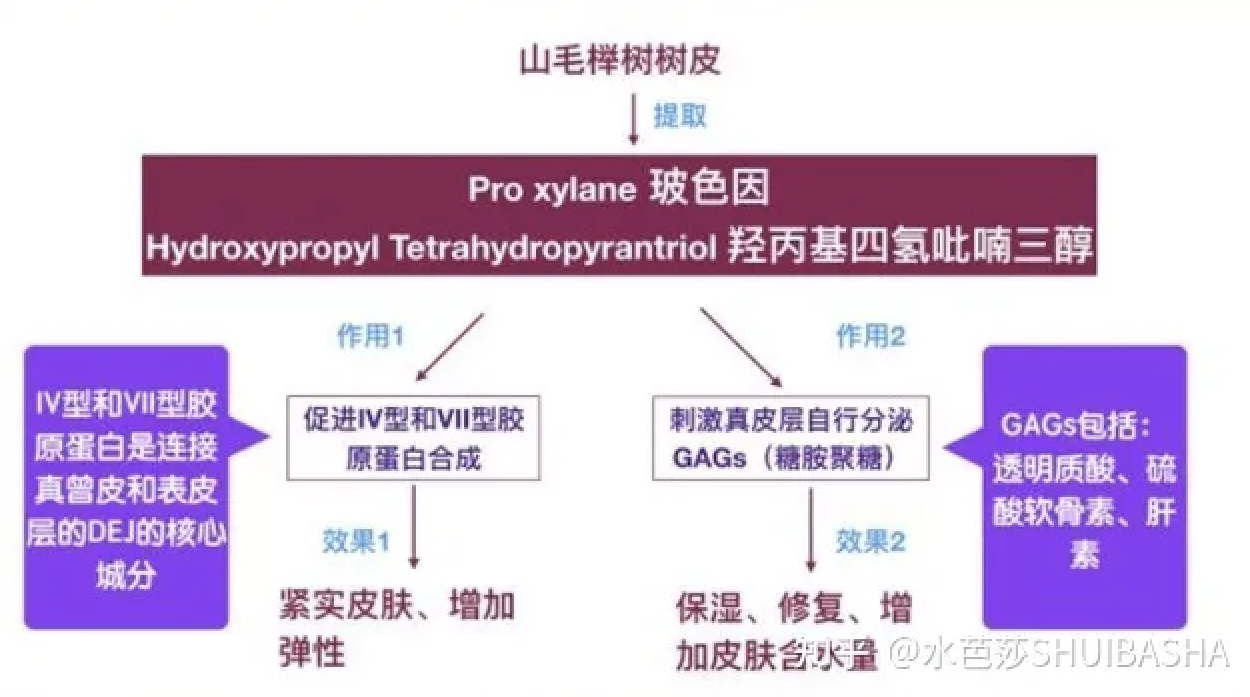 山毛榉树树皮
提取
Pro xylane 玻色因
Hydroxypropyl Tetrahydropyrantriol 羟丙基四氢吡喃三醇
作用1
作用2
IV型和VII型胶
原蛋白是连接
真曾皮和表皮
层的DEJ的核心
城分
促进IV型和VII型胶
原蛋白合成
刺激真皮层自行分泌
GAGs（糖胺聚糖）
GAGs包括：
透明质酸、硫
酸软骨素、肝
素
效果1
效果2
紧实皮肤、增加
弹性
保湿、修复、增
加皮肤含水量
知乎 @水芭莎SHUIBASHA